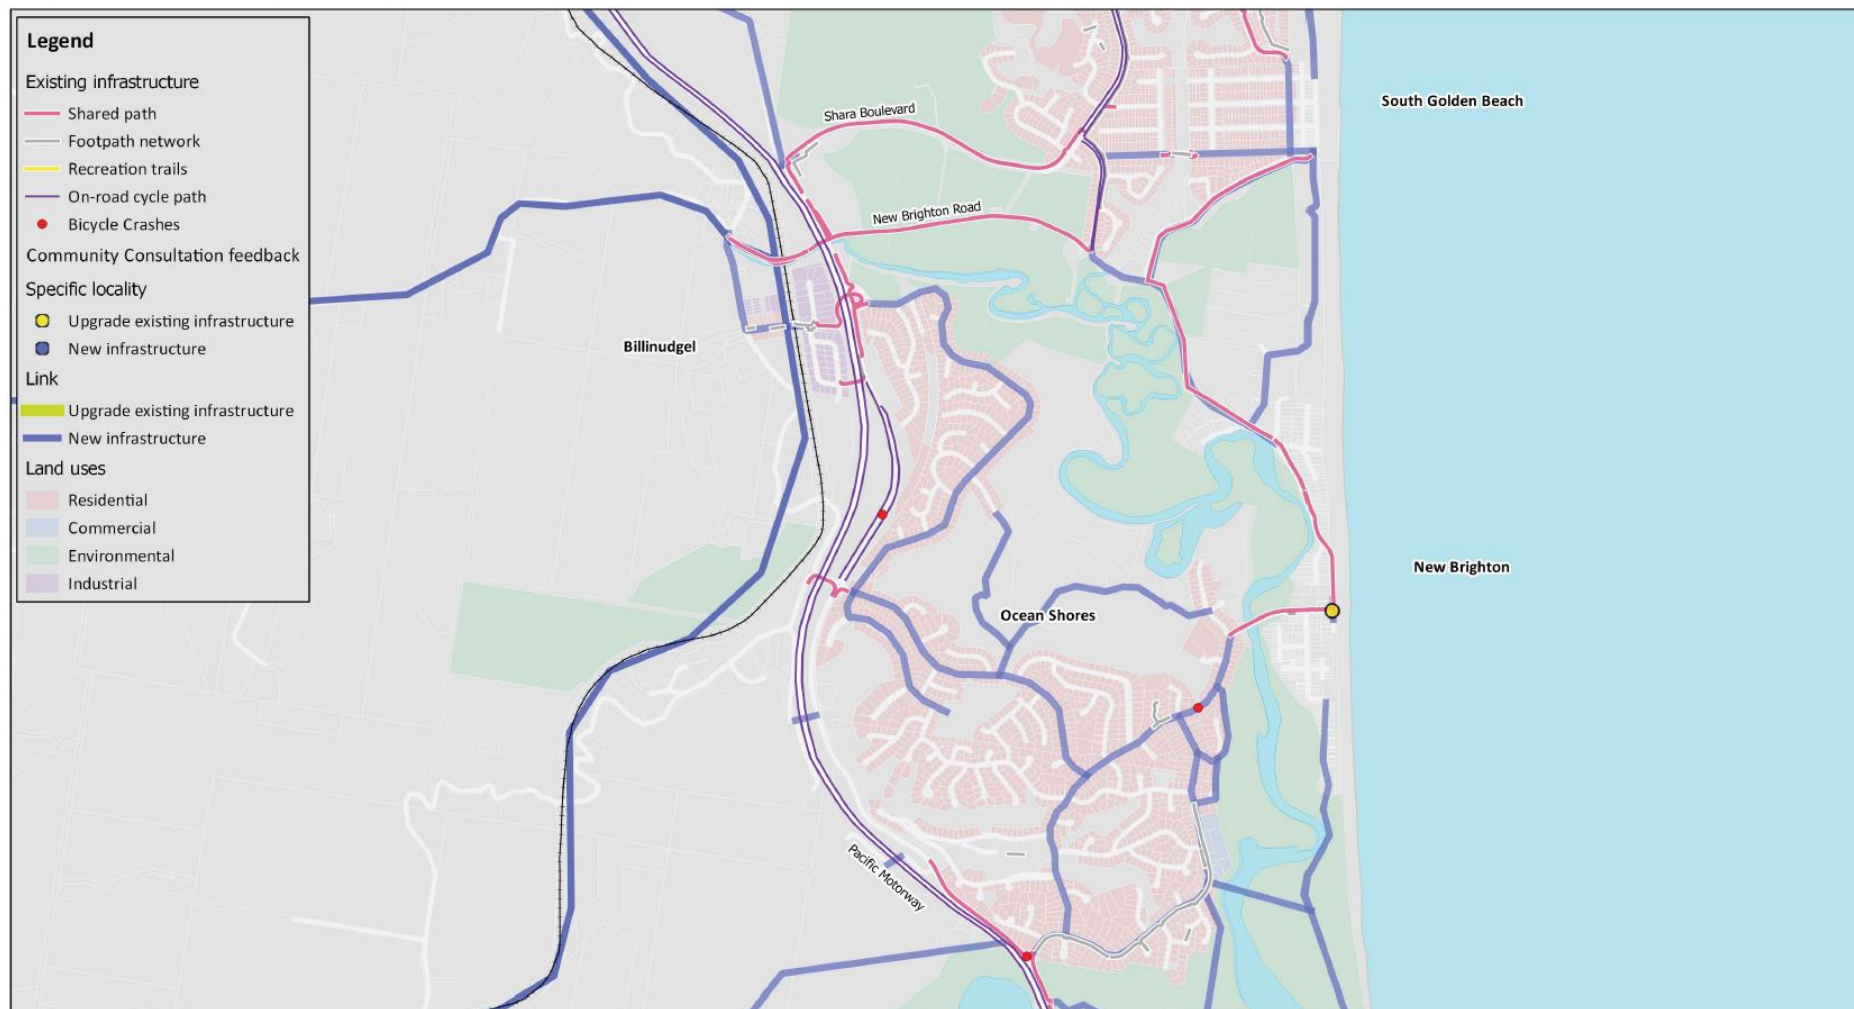 Legend
Existing infrastructure
Shared path
Footpath network
Recreation trails
On-road cycle path
Bicycle Crashes
Community Consultation feedback
Specific locality
Upgrade existing infrastructure
New infrastructure
Link
Upgrade existing infrastructure
New infrastructure
Land uses
Residential
Commercial
Environmental
Industrial
South Golden Beach
Shara Boulevard
New Brighton Road
Billinudgel
New Brighton
Ocean Shores
Pacific Motorway